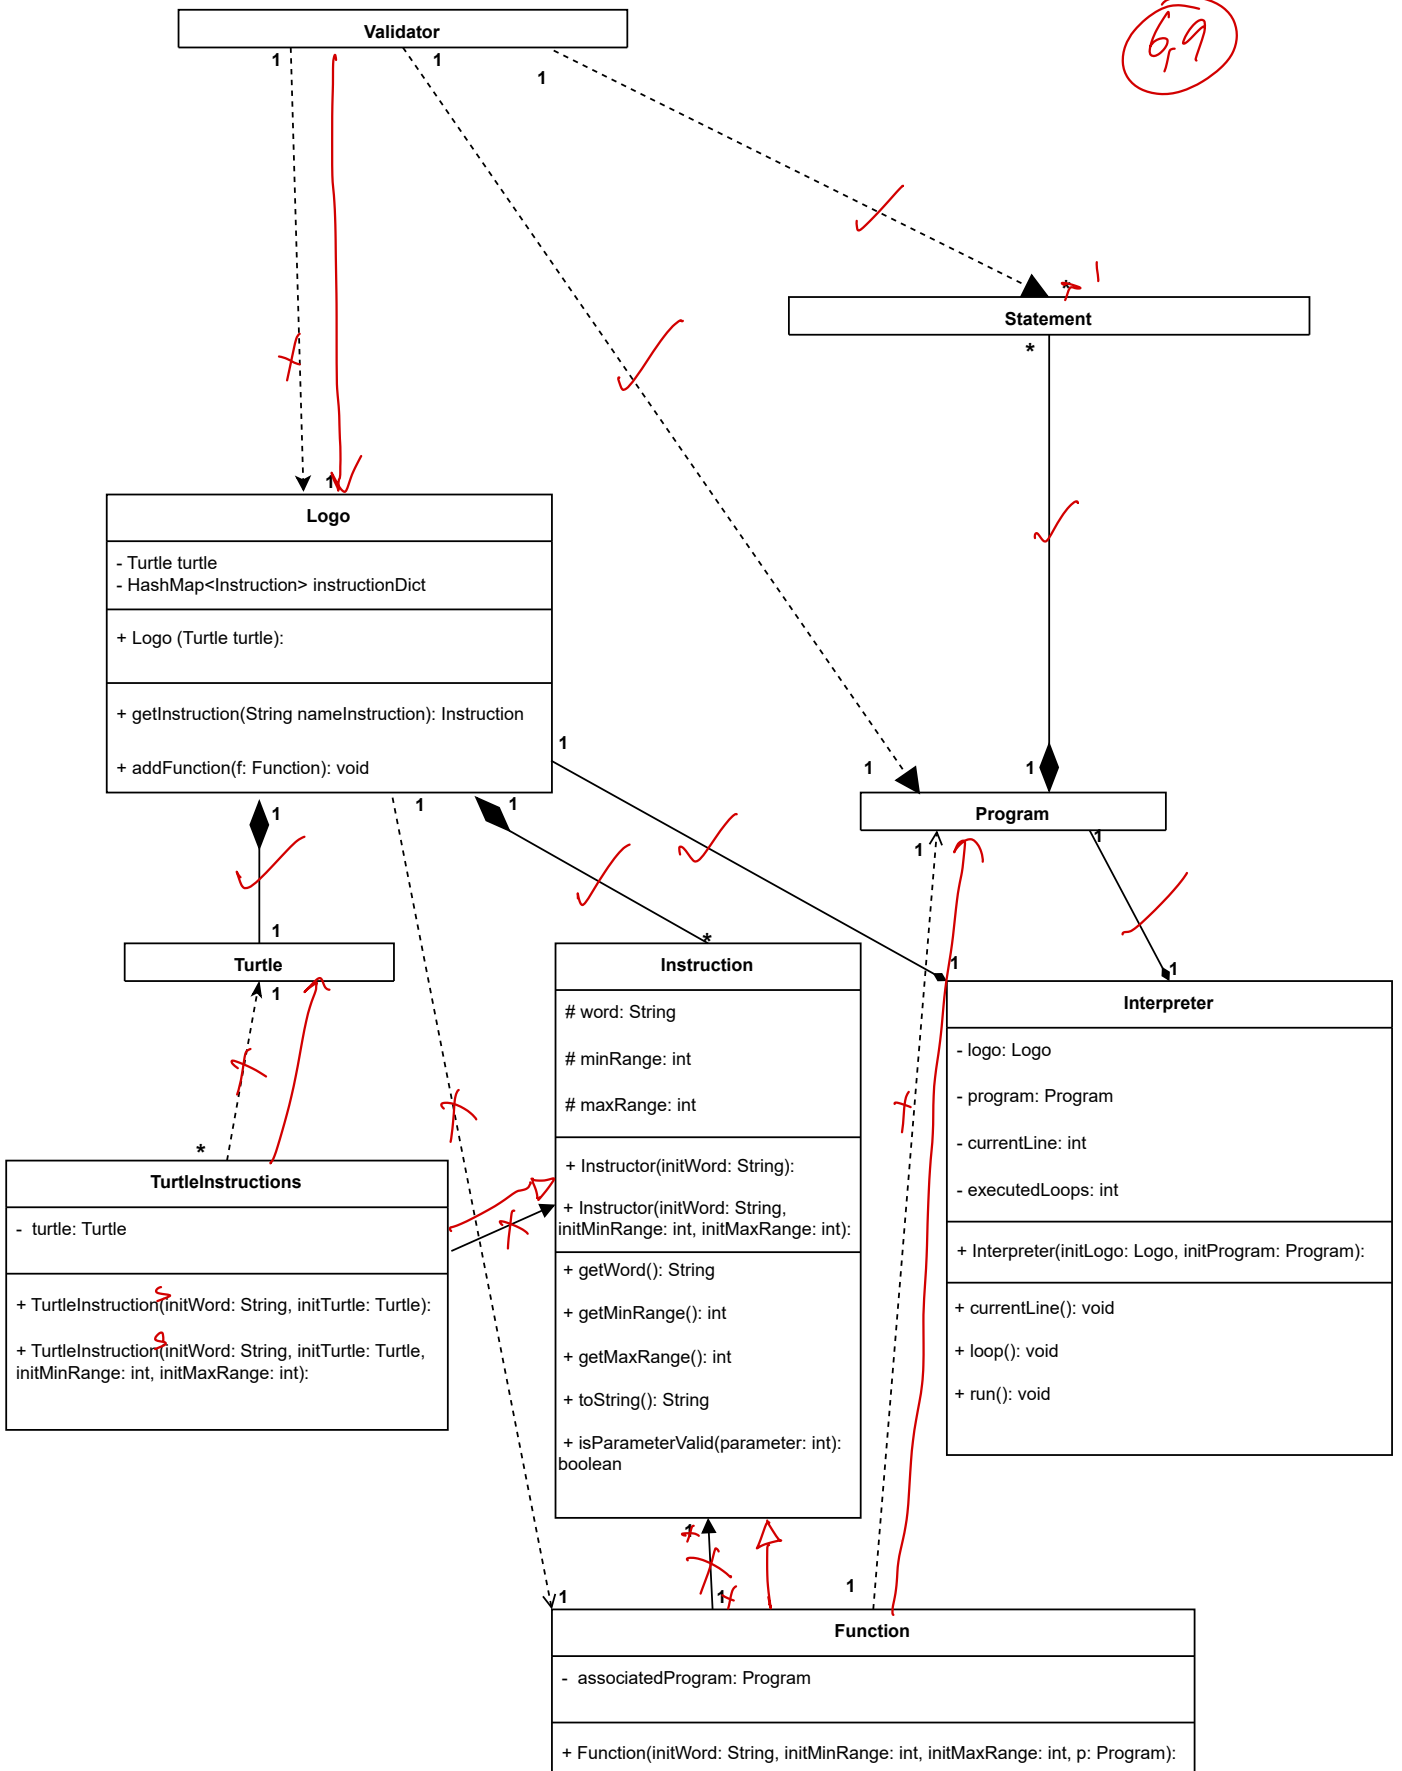 6,9
Validator
1
1
1
* 1
Statement
*
1
Logo
- Turtle turtle
- HashMap<Instruction> instructionDict
+ Logo (Turtle turtle):
+ getInstruction(String nameInstruction): Instruction
+ addFunction(f: Function): void
1
1
1
Program
1
1
1
1
1
1
*
Turtle
1
Instruction
# word: String
# minRange: int
# maxRange: int
+ Instructor(initWord: String):
+ Instructor(initWord: String,
initMinRange: int, initMaxRange: int):
+ getWord(): String
+ getMinRange(): int
+ getMaxRange(): int
+ toString(): String
+ isParameterValid(parameter: int):
boolean
1
1
Interpreter
- logo: Logo
- program: Program
- currentLine: int
- executedLoops: int
+ Interpreter(initLogo: Logo, initProgram: Program):
+ currentLine(): void
+ loop(): void
+ run(): void
*
TurtleInstructions
- turtle: Turtle
s
+ TurtleInstruction(initWord: String, initTurtle: Turtle):
s
+ TurtleInstruction(initWord: String, initTurtle: Turtle,
initMinRange: int, initMaxRange: int):
1
1
1
1
Function
- associatedProgram: Program
+ Function(initWord: String, initMinRange: int, initMaxRange: int, p: Program):